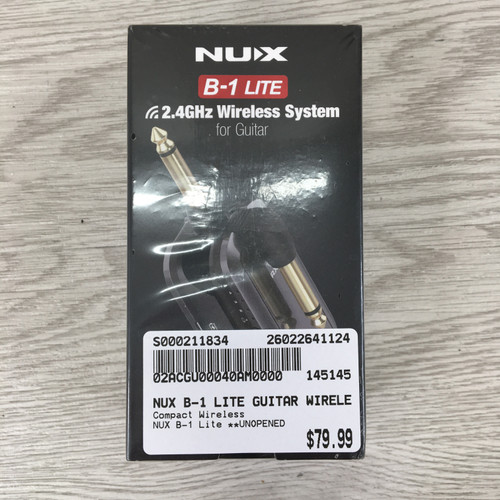 NUX
B-1 LITE
2.4GHz Wireless System
for Guitar
S000211834 26022641124
02ACGU00040AM0000 145145
NUX B-1 LITE GUITAR WIRELE
Compact Wireless
NUX B-1 Lite **UNOPENED
$79.99